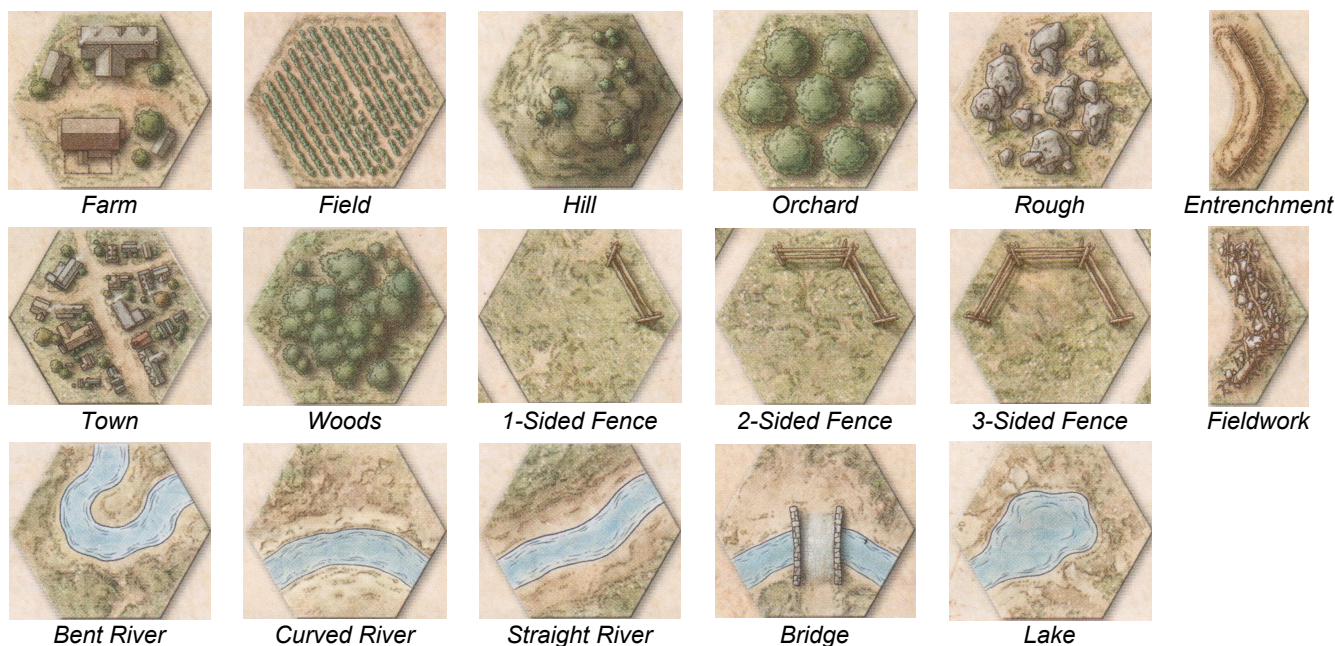 Farm Field Hill Orchard Rough Entrenchment
Town Woods 1-Sided Fence 2-Sided Fence 3-Sided Fence Fieldwork
Bent River Curved River Straight River Bridge Lake